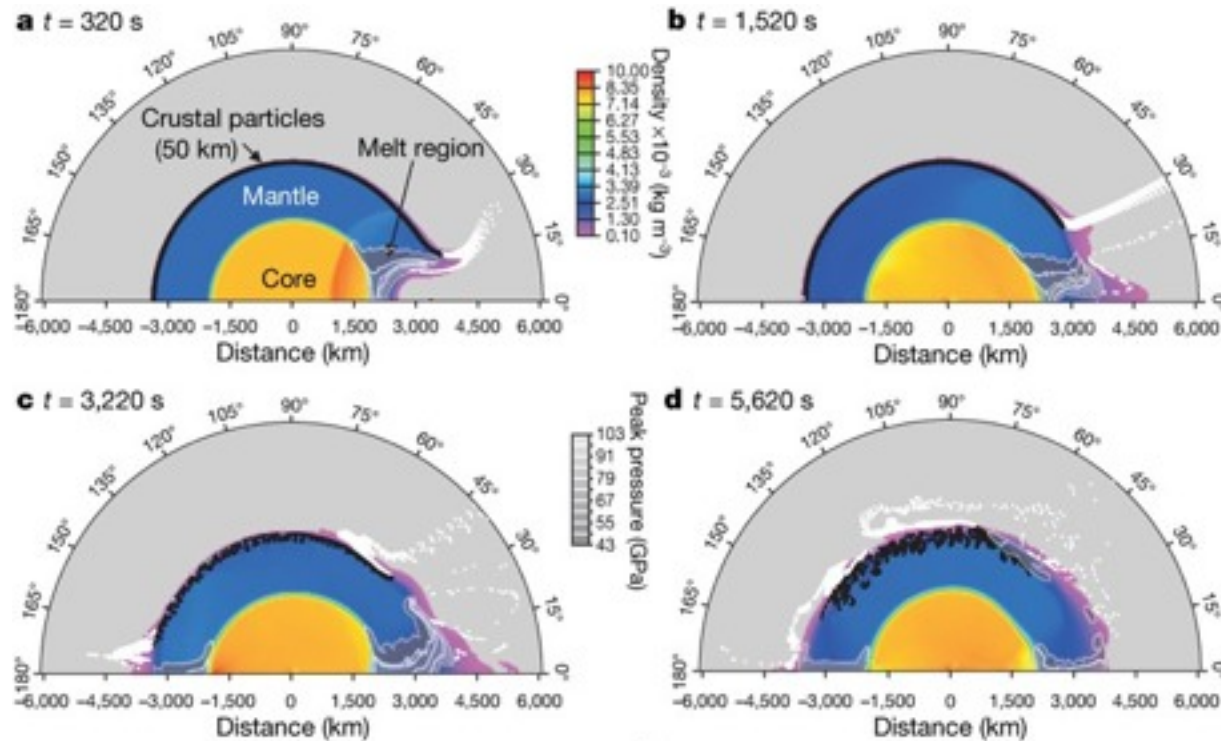 a t = 320 s
105° 90° 75°
120° 60°
135° 45°
150° 30°
165° 15°
180° 0°
Crustal particles
(50 km)
Melt region
Mantle
Core
−6,000 −4,500 −3,000 −1,500 0 1,500 3,000 4,500 6,000
Distance (km)
10.00
8.35
7.14
6.27
5.53
4.83
4.13
3.39
2.51
1.30
0.10
Density ×10⁻³ (kg m⁻³)
b t = 1,520 s
105° 90° 75°
120° 60°
135° 45°
150° 30°
165° 15°
180° 0°
−6,000 −4,500 −3,000 −1,500 0 1,500 3,000 4,500 6,000
Distance (km)
c t = 3,220 s
105° 90° 75°
120° 60°
135° 45°
150° 30°
165° 15°
180° 0°
−6,000 −4,500 −3,000 −1,500 0 1,500 3,000 4,500 6,000
Distance (km)
103
91
79
67
55
43
Peak pressure (GPa)
d t = 5,620 s
105° 90° 75°
120° 60°
135° 45°
150° 30°
165° 15°
180° 0°
−6,000 −4,500 −3,000 −1,500 0 1,500 3,000 4,500 6,000
Distance (km)